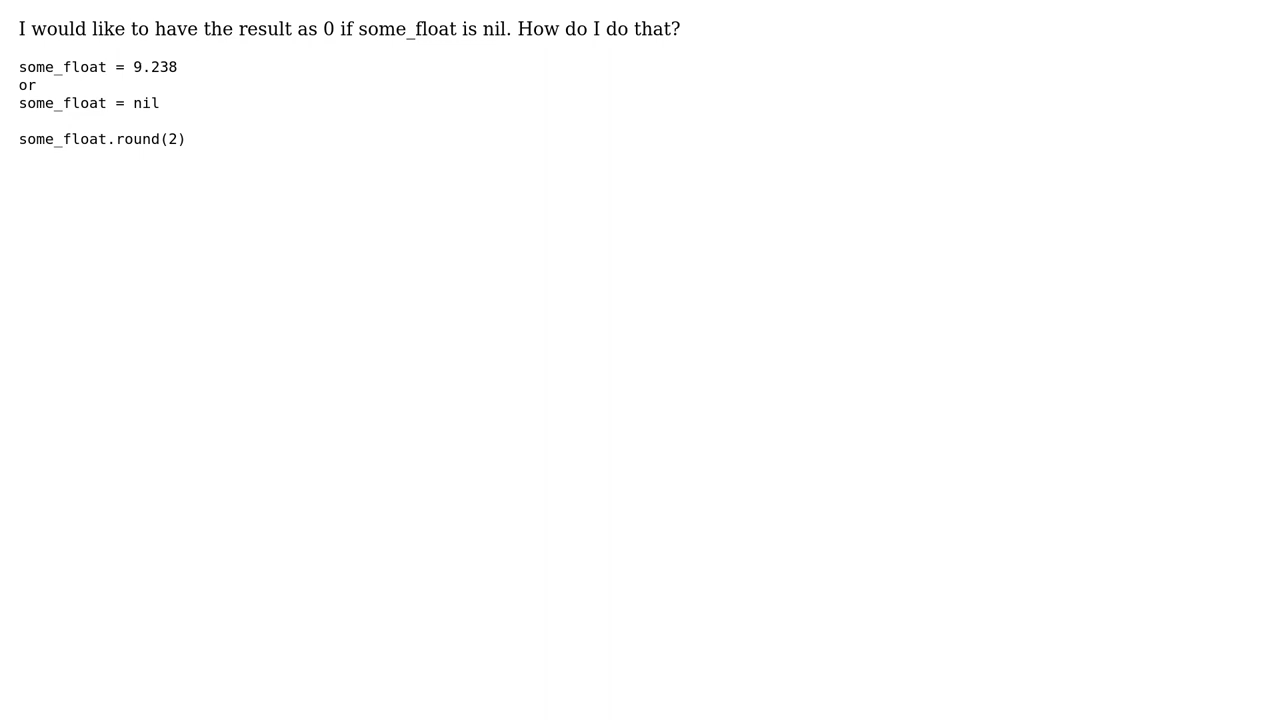 I would like to have the result as 0 if some_float is nil. How do I do that?
some_float = 9.238
or
some_float = nil
some_float.round(2)